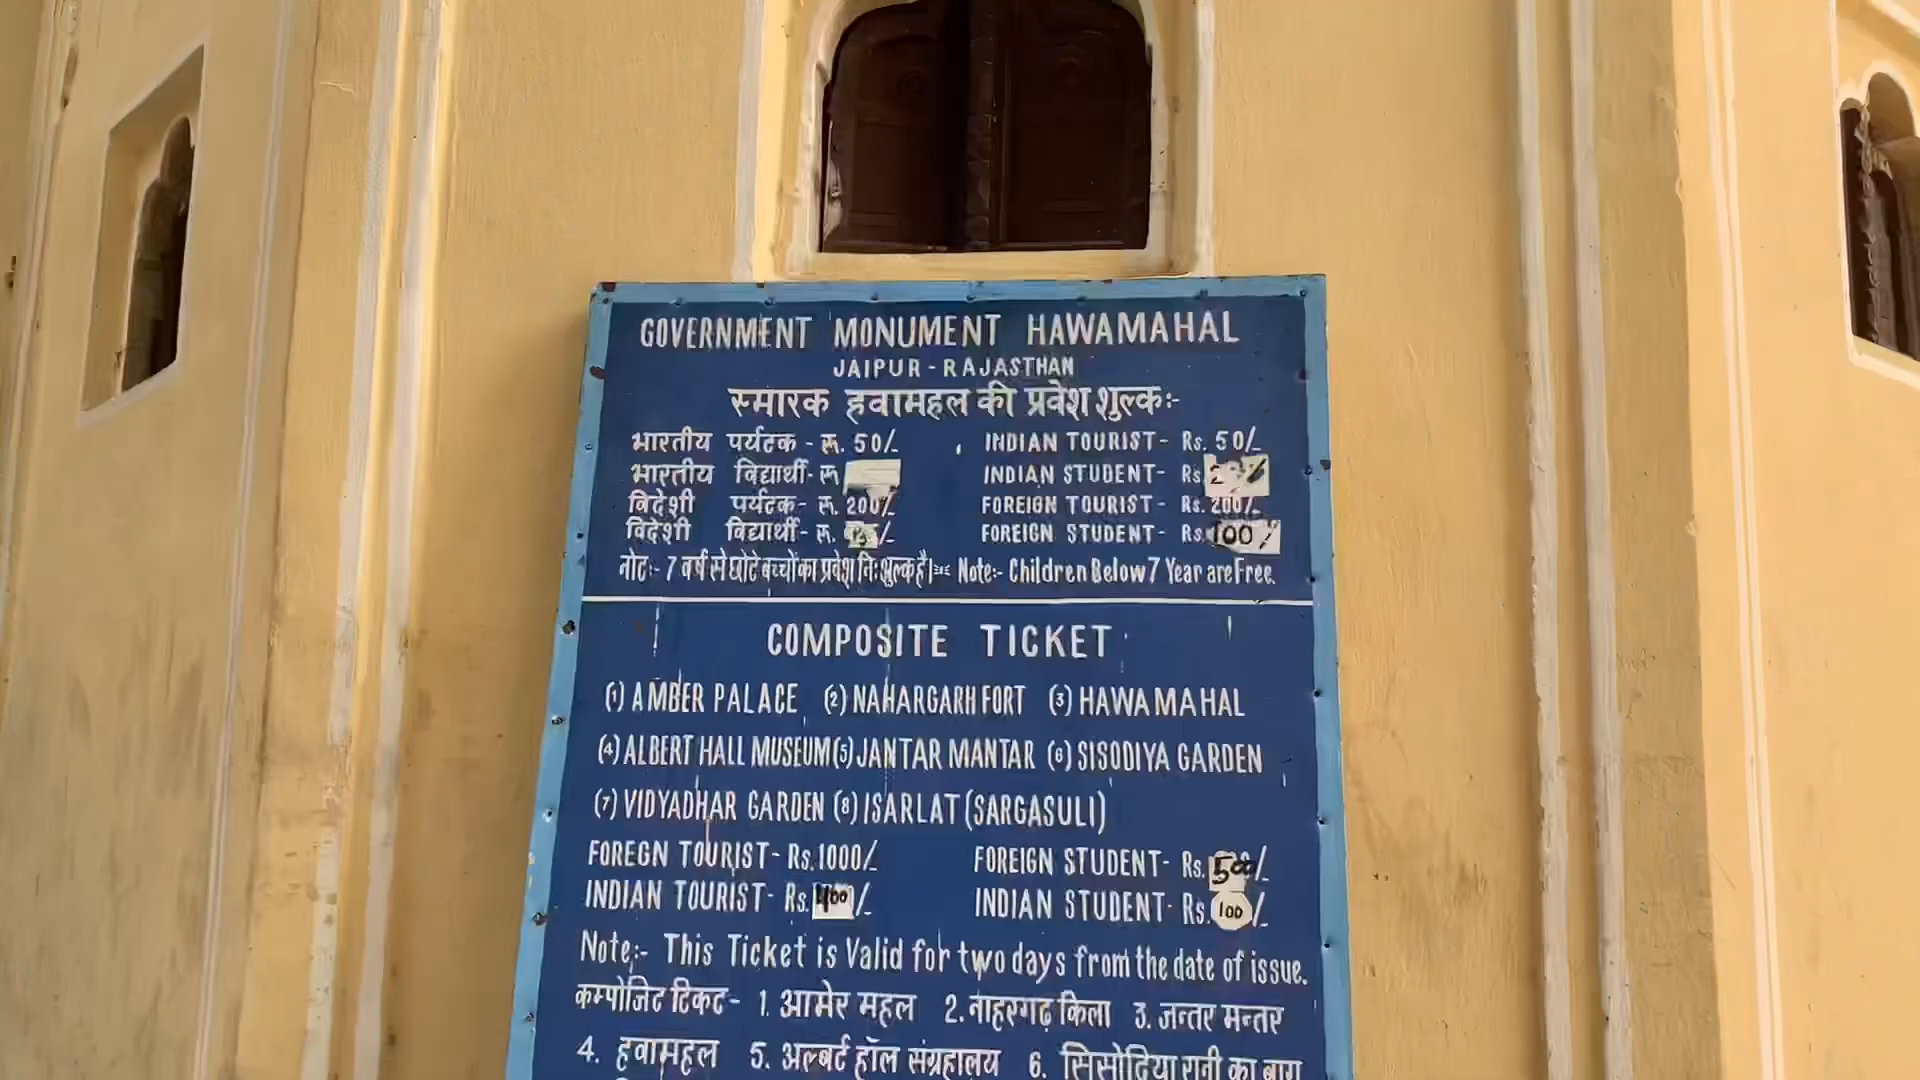 GOVERNMENT MONUMENT HAWAMAHAL
JAIPUR - RAJASTHAN
स्मारक हवामहल की प्रवेश शुल्क:-
भारतीय पर्यटक - रू. 50/- INDIAN TOURIST- Rs. 50/-
भारतीय विद्यार्थी- रू INDIAN STUDENT- Rs.
विदेशी पर्यटक- रू. 200/- FOREIGN TOURIST - Rs. 200/-
विदेशी विद्यार्थी- रू. FOREIGN STUDENT- Rs. 100/
नोट:- 7 वर्ष से छोटे बच्चों का प्रवेश निःशुल्क है। Note:- Children Below 7 Year are Free.
COMPOSITE TICKET
(1) AMBER PALACE (2) NAHARGARH FORT (3) HAWA MAHAL
(4) ALBERT HALL MUSEUM (5) JANTAR MANTAR (6) SISODIYA GARDEN
(7) VIDYADHAR GARDEN (8) ISARLAT (SARGASULI)
FOREGN TOURIST- Rs. 1000/- FOREIGN STUDENT- Rs. 500/-
INDIAN TOURIST- Rs. 400/- INDIAN STUDENT- Rs. 100/-
Note:- This Ticket is Valid for two days from the date of issue.
कम्पोजिट टिकट- 1. आमेर महल 2. नाहरगढ़ किला 3. जन्तर मन्तर
4. हवामहल 5. अल्बर्ट हॉल संग्रहालय 6. सिसोदिया रानी का बाग